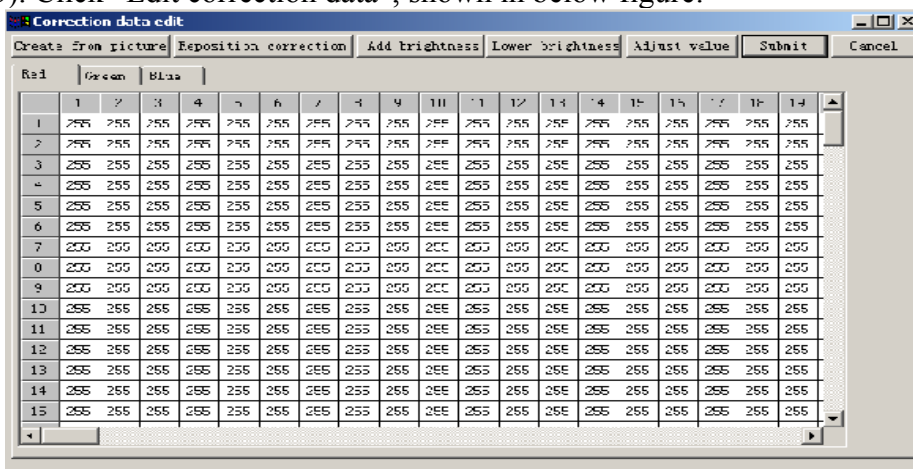 ). Click "Edit correction data", shown in below figure:
Correction data edit
Create from picture Reposition correction Add brightness Lower brightness Adjust value Submit Cancel
Red Green Blue
1 2 3 4 5 6 7 8 9 10 11 12 13 14 15 16 17 18 19
1 255 255 255 255 255 255 255 255 255 255 255 255 255 255 255 255 255 255 255
2 255 255 255 255 255 255 255 255 255 255 255 255 255 255 255 255 255 255 255
3 255 255 255 255 255 255 255 255 255 255 255 255 255 255 255 255 255 255 255
4 255 255 255 255 255 255 255 255 255 255 255 255 255 255 255 255 255 255 255
5 255 255 255 255 255 255 255 255 255 255 255 255 255 255 255 255 255 255 255
6 255 255 255 255 255 255 255 255 255 255 255 255 255 255 255 255 255 255 255
7 255 255 255 255 255 255 255 255 255 255 255 255 255 255 255 255 255 255 255
8 255 255 255 255 255 255 255 255 255 255 255 255 255 255 255 255 255 255 255
9 255 255 255 255 255 255 255 255 255 255 255 255 255 255 255 255 255 255 255
10 255 255 255 255 255 255 255 255 255 255 255 255 255 255 255 255 255 255 255
11 255 255 255 255 255 255 255 255 255 255 255 255 255 255 255 255 255 255 255
12 255 255 255 255 255 255 255 255 255 255 255 255 255 255 255 255 255 255 255
13 255 255 255 255 255 255 255 255 255 255 255 255 255 255 255 255 255 255 255
14 255 255 255 255 255 255 255 255 255 255 255 255 255 255 255 255 255 255 255
15 255 255 255 255 255 255 255 255 255 255 255 255 255 255 255 255 255 255 255